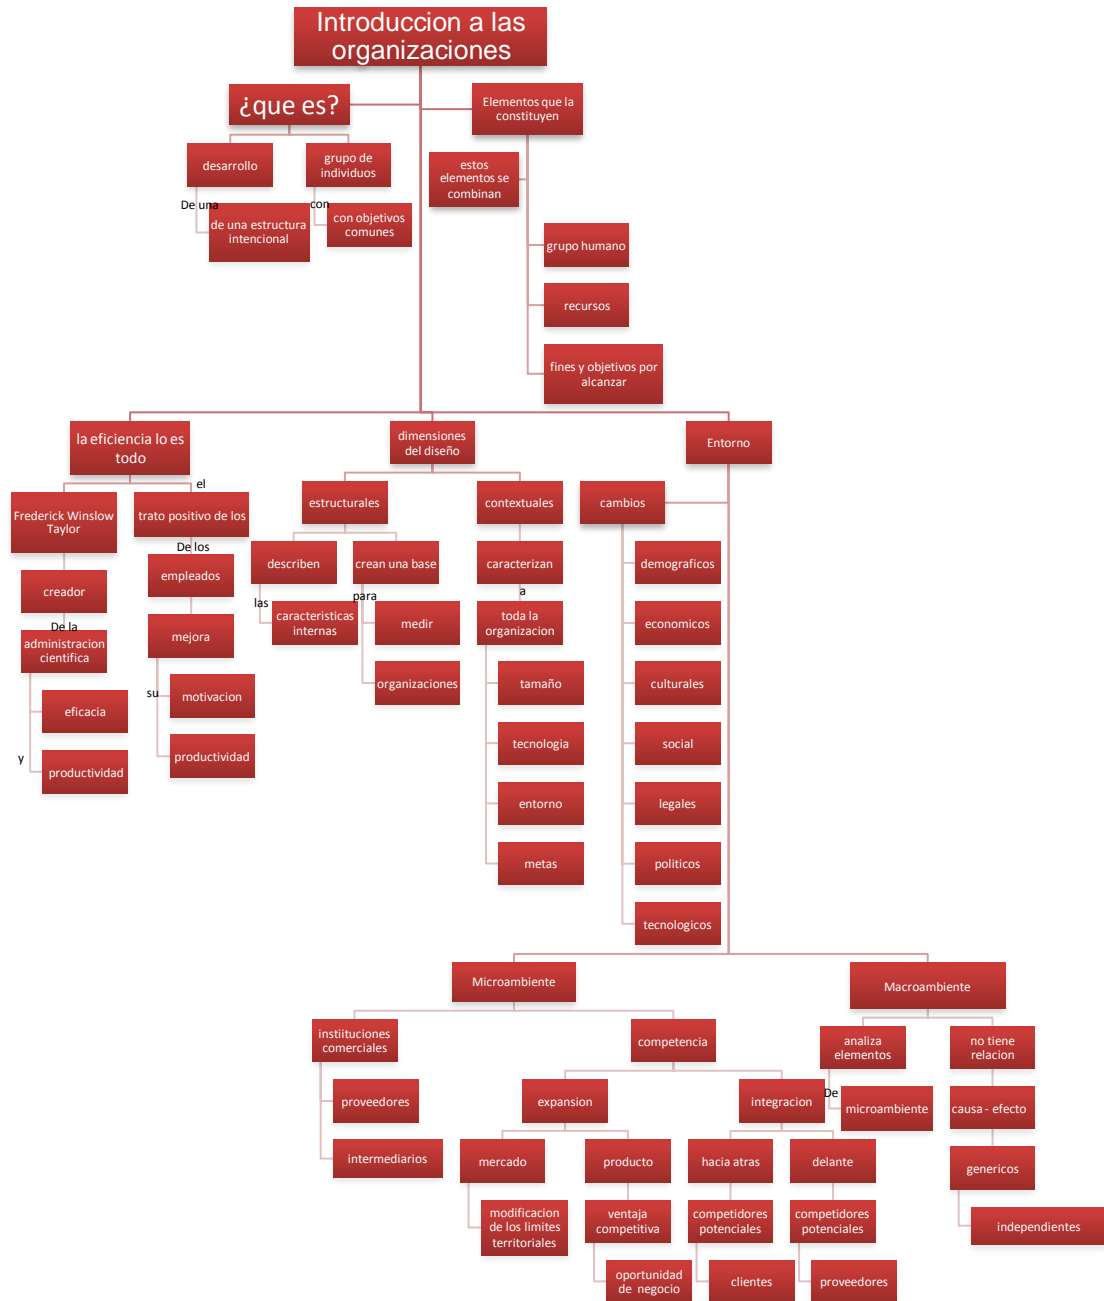 Introduccion a las
organizaciones
¿que es?
Elementos que la
constituyen
desarrollo
grupo de
individuos
estos
elementos se
combinan
De una
con
de una estructura
intencional
con objetivos
comunes
grupo humano
recursos
fines y objetivos por
alcanzar
la eficiencia lo es
todo
dimensiones
del diseño
Entorno
el
Frederick Winslow
Taylor
trato positivo de los
De los
creador
empleados
De la
administracion
cientifica
mejora
su
eficacia
motivacion
y
productividad
productividad
estructurales
contextuales
describen
crean una base
caracterizan
las
para
a
caracteristicas
internas
medir
toda la
organizacion
organizaciones
tamaño
tecnologia
entorno
metas
cambios
demograficos
economicos
culturales
social
legales
politicos
tecnologicos
Microambiente
Macroambiente
instiituciones
comerciales
competencia
analiza
elementos
no tiene
relacion
proveedores
expansion
integracion
De
microambiente
causa - efecto
intermediarios
mercado
producto
hacia atras
delante
genericos
modificacion
de los limites
territoriales
ventaja
competitiva
competidores
potenciales
competidores
potenciales
independientes
oportunidad
de negocio
clientes
proveedores